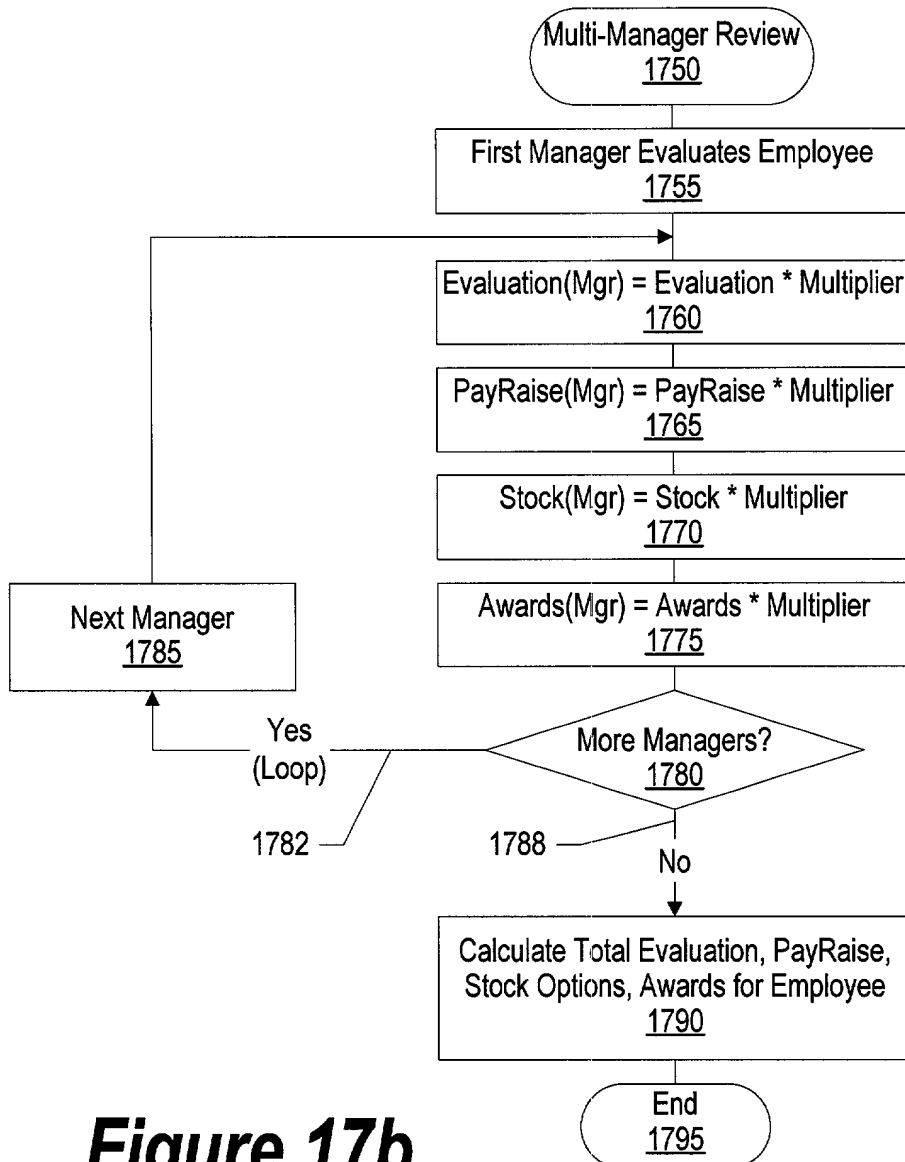 Multi-Manager Review
1750
First Manager Evaluates Employee
1755
Evaluation(Mgr) = Evaluation * Multiplier
1760
PayRaise(Mgr) = PayRaise * Multiplier
1765
Stock(Mgr) = Stock * Multiplier
1770
Awards(Mgr) = Awards * Multiplier
1775
Next Manager
1785
More Managers?
1780
Yes
(Loop)
1782
1788
No
Calculate Total Evaluation, PayRaise,
Stock Options, Awards for Employee
1790
End
1795
Figure 17b